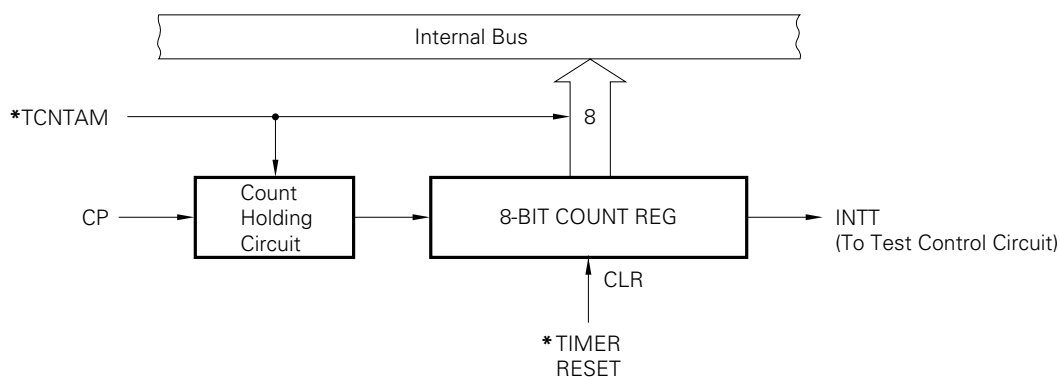 Internal Bus
*TCNTAM
8
CP
Count
Holding
Circuit
8-BIT COUNT REG
INTT
(To Test Control Circuit)
CLR
*TIMER
RESET